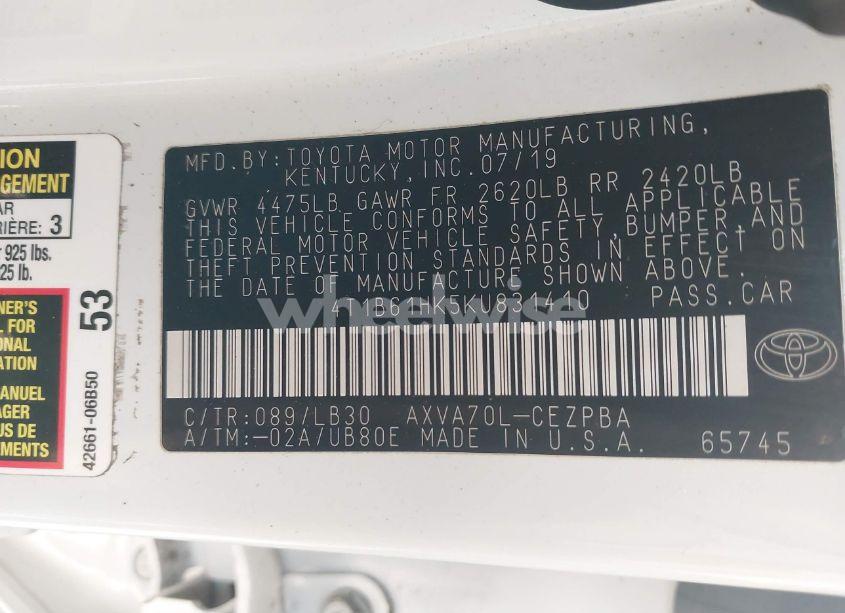 ION
GEMENT
AR
RIÈRE: 3
r 925 lbs.
25 lb.
53
NER'S
L FOR
ONAL
ATION
MANUEL
AGER
US DE
EMENTS
42661-06B50
MFD.BY:TOYOTA MOTOR MANUFACTURING,
KENTUCKY,INC.07/19
GVWR 4475LB GAWR FR 2620LB RR 2420LB
THIS VEHICLE CONFORMS TO ALL APPLICABLE
FEDERAL MOTOR VEHICLE SAFETY,BUMPER,AND
THEFT PREVENTION STANDARDS IN EFFECT ON
THE DATE OF MANUFACTURE SHOWN ABOVE.
PASS.CAR
wheelwise
C/TR:089/LB30 AXVA70L-CEZPBA
A/TM:-02A/UB80E MADE IN U.S.A. 65745